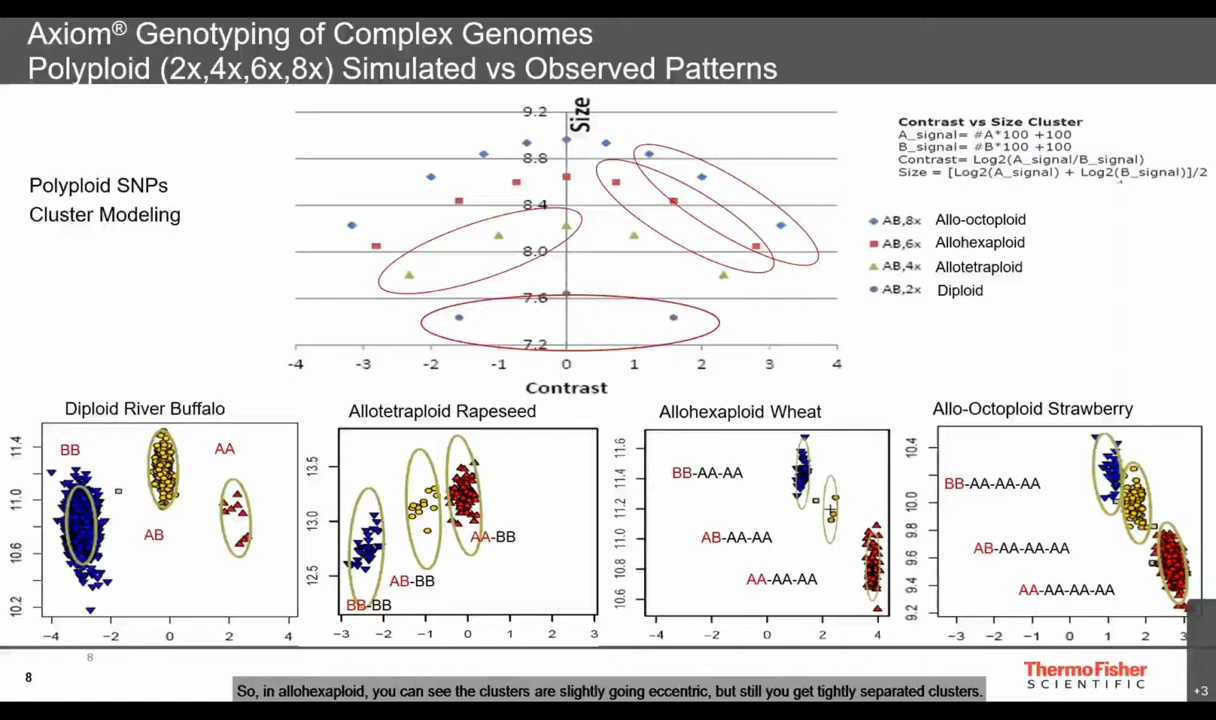 Axiom® Genotyping of Complex Genomes
Polyploid (2x,4x,6x,8x) Simulated vs Observed Patterns
Polyploid SNPs
Cluster Modeling
Size
9.2
8.8
8.4
8.0
7.6
7.2
-4 -3 -2 -1 0 1 2 3 4
Contrast
Contrast vs Size Cluster
A_signal= #A*100 +100
B_signal= #B*100 +100
Contrast= Log2(A_signal/B_signal)
Size = [Log2(A_signal) + Log2(B_signal)]/2
AB,8x Allo-octoploid
AB,6x Allohexaploid
AB,4x Allotetraploid
AB,2x Diploid
Diploid River Buffalo
11.4
11.0
10.6
10.2
BB
AA
AB
−4 −2 0 2 4
Allotetraploid Rapeseed
13.5
13.0
12.5
AA-BB
AB-BB
BB-BB
−3 −2 −1 0 1 2 3
Allohexaploid Wheat
11.6
11.4
11.2
11.0
10.8
10.6
BB-AA-AA
AB-AA-AA
AA-AA-AA
−4 −2 0 2 4
Allo-Octoploid Strawberry
10.4
10.0
9.8
9.6
9.4
9.2
BB-AA-AA-AA
AB-AA-AA-AA
AA-AA-AA-AA
−3 −2 −1 0 1 2 3
8
8
ThermoFisher
SCIENTIFIC
So, in allohexaploid, you can see the clusters are slightly going eccentric, but still you get tightly separated clusters.
+3